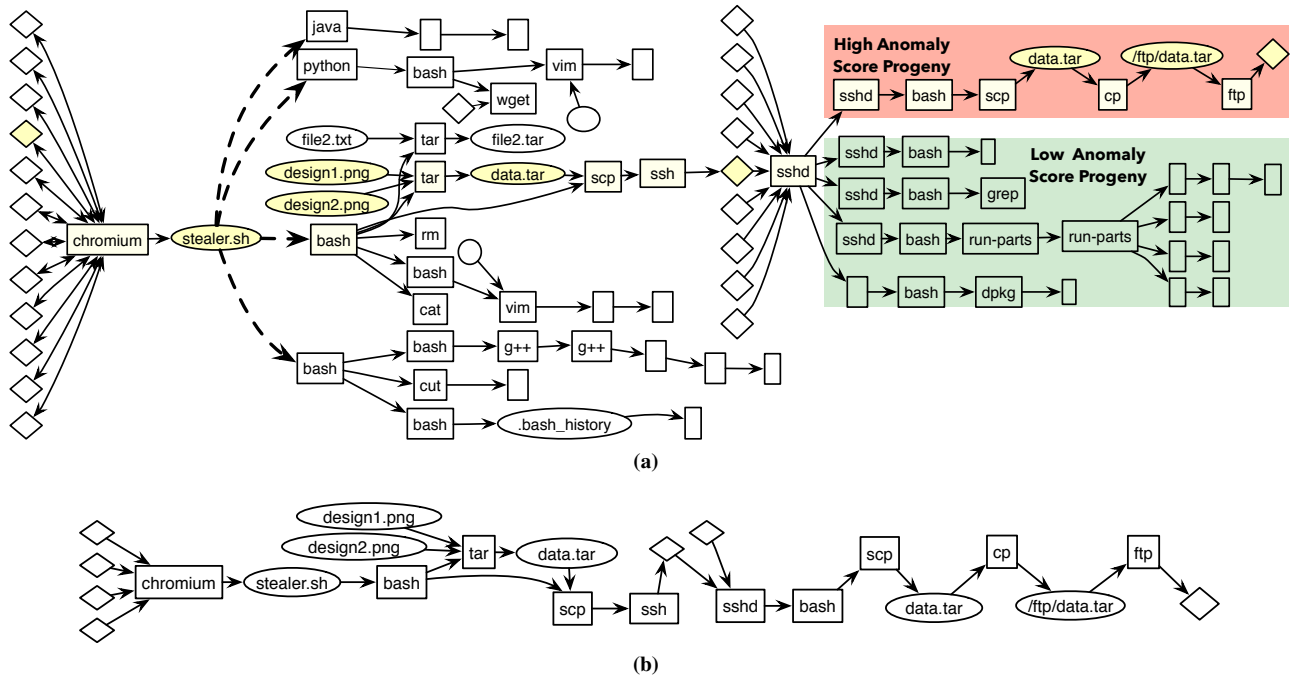 java
python
bash
vim
wget
file2.txt
tar
file2.tar
design1.png
tar
data.tar
scp
ssh
design2.png
chromium
stealer.sh
bash
rm
bash
cat
vim
bash
bash
g++
g++
cut
bash
.bash_history
sshd
High Anomaly
Score Progeny
data.tar
/ftp/data.tar
sshd
bash
scp
cp
ftp
Low Anomaly
Score Progeny
sshd
bash
sshd
bash
grep
sshd
bash
run-parts
run-parts
bash
dpkg
(a)
design1.png
design2.png
tar
data.tar
chromium
stealer.sh
bash
scp
ssh
sshd
bash
scp
data.tar
cp
/ftp/data.tar
ftp
(b)